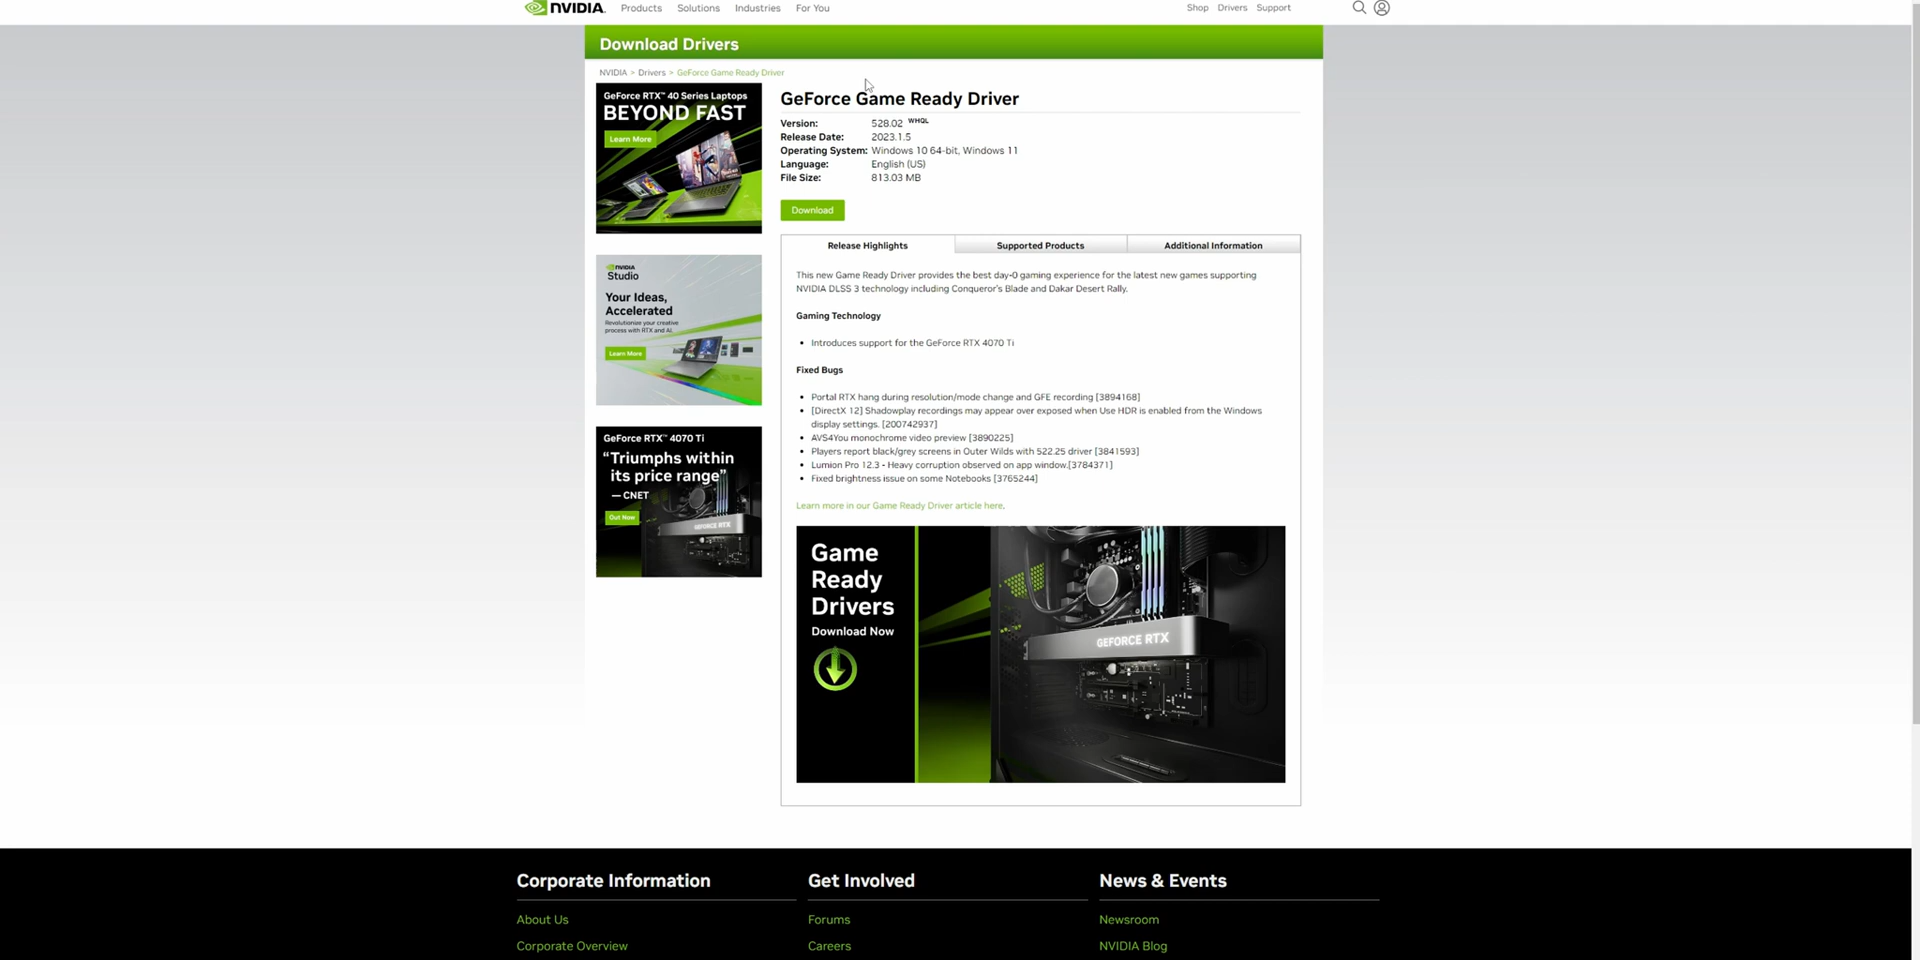 NVIDIA.
Products
Solutions
Industries
For You
Shop
Drivers
Support
Download Drivers
NVIDIA > Drivers > GeForce Game Ready Driver
GeForce RTX™ 40 Series Laptops
BEYOND FAST
Learn More
NVIDIA
Studio
Your Ideas,
Accelerated
Revolutionize your creative
process with RTX and AI.
Learn More
GeForce RTX™ 4070 Ti
“Triumphs within
its price range”
— CNET
Out Now
GEFORCE RTX
GeForce Game Ready Driver
Version: 528.02 WHQL
Release Date: 2023.1.5
Operating System: Windows 10 64-bit, Windows 11
Language: English (US)
File Size: 813.03 MB
Download
Release Highlights
Supported Products
Additional Information
This new Game Ready Driver provides the best day-0 gaming experience for the latest new games supporting
NVIDIA DLSS 3 technology including Conqueror's Blade and Dakar Desert Rally.
Gaming Technology
• Introduces support for the GeForce RTX 4070 Ti
Fixed Bugs
• Portal RTX hang during resolution/mode change and GFE recording [3894168]
• [DirectX 12] Shadowplay recordings may appear over exposed when Use HDR is enabled from the Windows
display settings. [200742937]
• AVS4You monochrome video preview [3890225]
• Players report black/grey screens in Outer Wilds with 522.25 driver [3841593]
• Lumion Pro 12.3 - Heavy corruption observed on app window.[3784371]
• Fixed brightness issue on some Notebooks [3765244]
Learn more in our Game Ready Driver article here.
Game
Ready
Drivers
Download Now
GEFORCE RTX
Corporate Information
About Us
Corporate Overview
Get Involved
Forums
Careers
News & Events
Newsroom
NVIDIA Blog